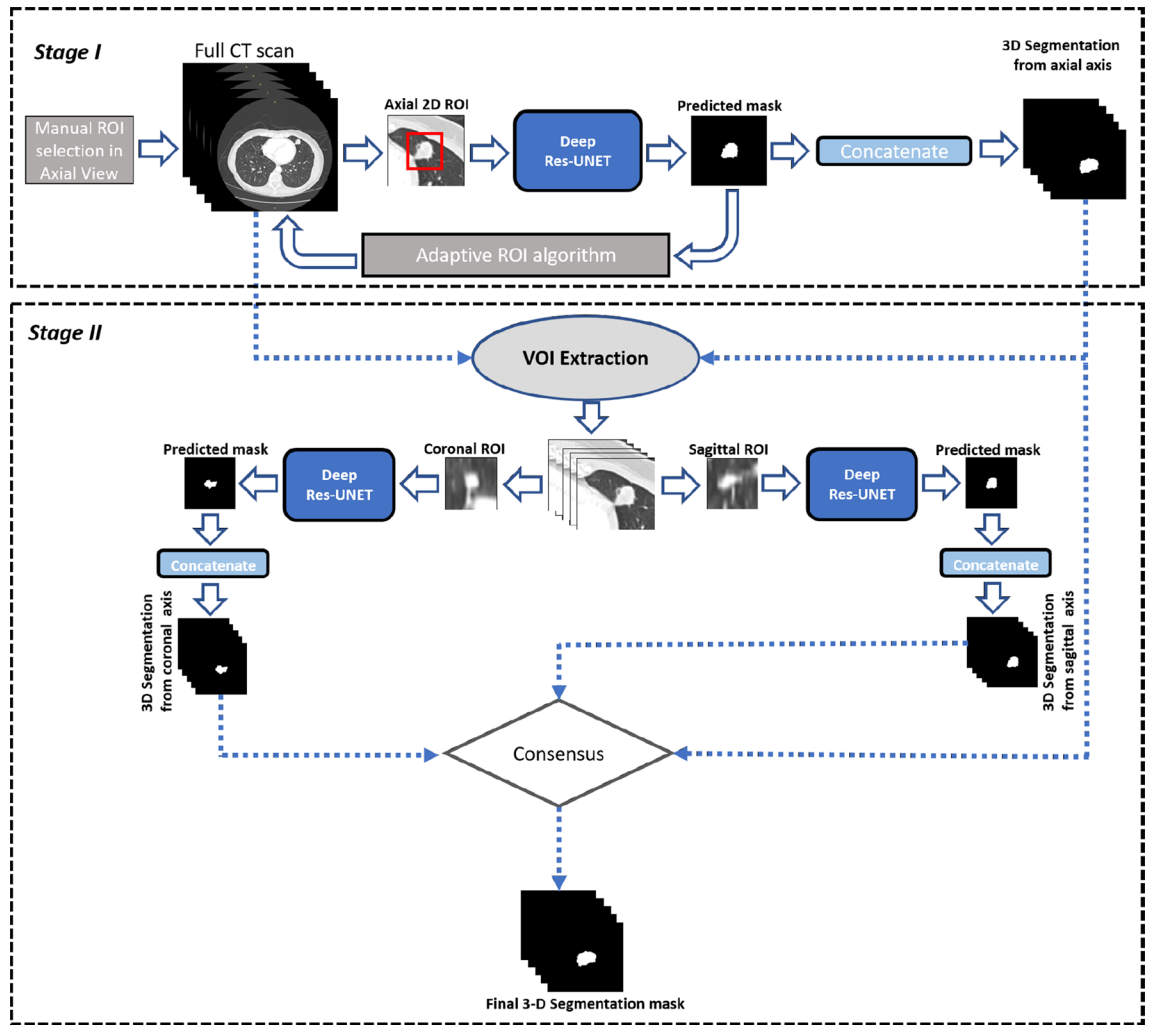 Stage I
Full CT scan
3D Segmentation
from axial axis
Manual ROI
selection in
Axial View
Axial 2D ROI
Deep
Res-UNET
Predicted mask
Concatenate
Adaptive ROI algorithm
Stage II
VOI Extraction
Predicted mask
Deep
Res-UNET
Coronal ROI
Sagittal ROI
Deep
Res-UNET
Predicted mask
Concatenate
Concatenate
3D Segmentation
from coronal axis
3D Segmentation
from sagittal axis
Consensus
Final 3-D Segmentation mask